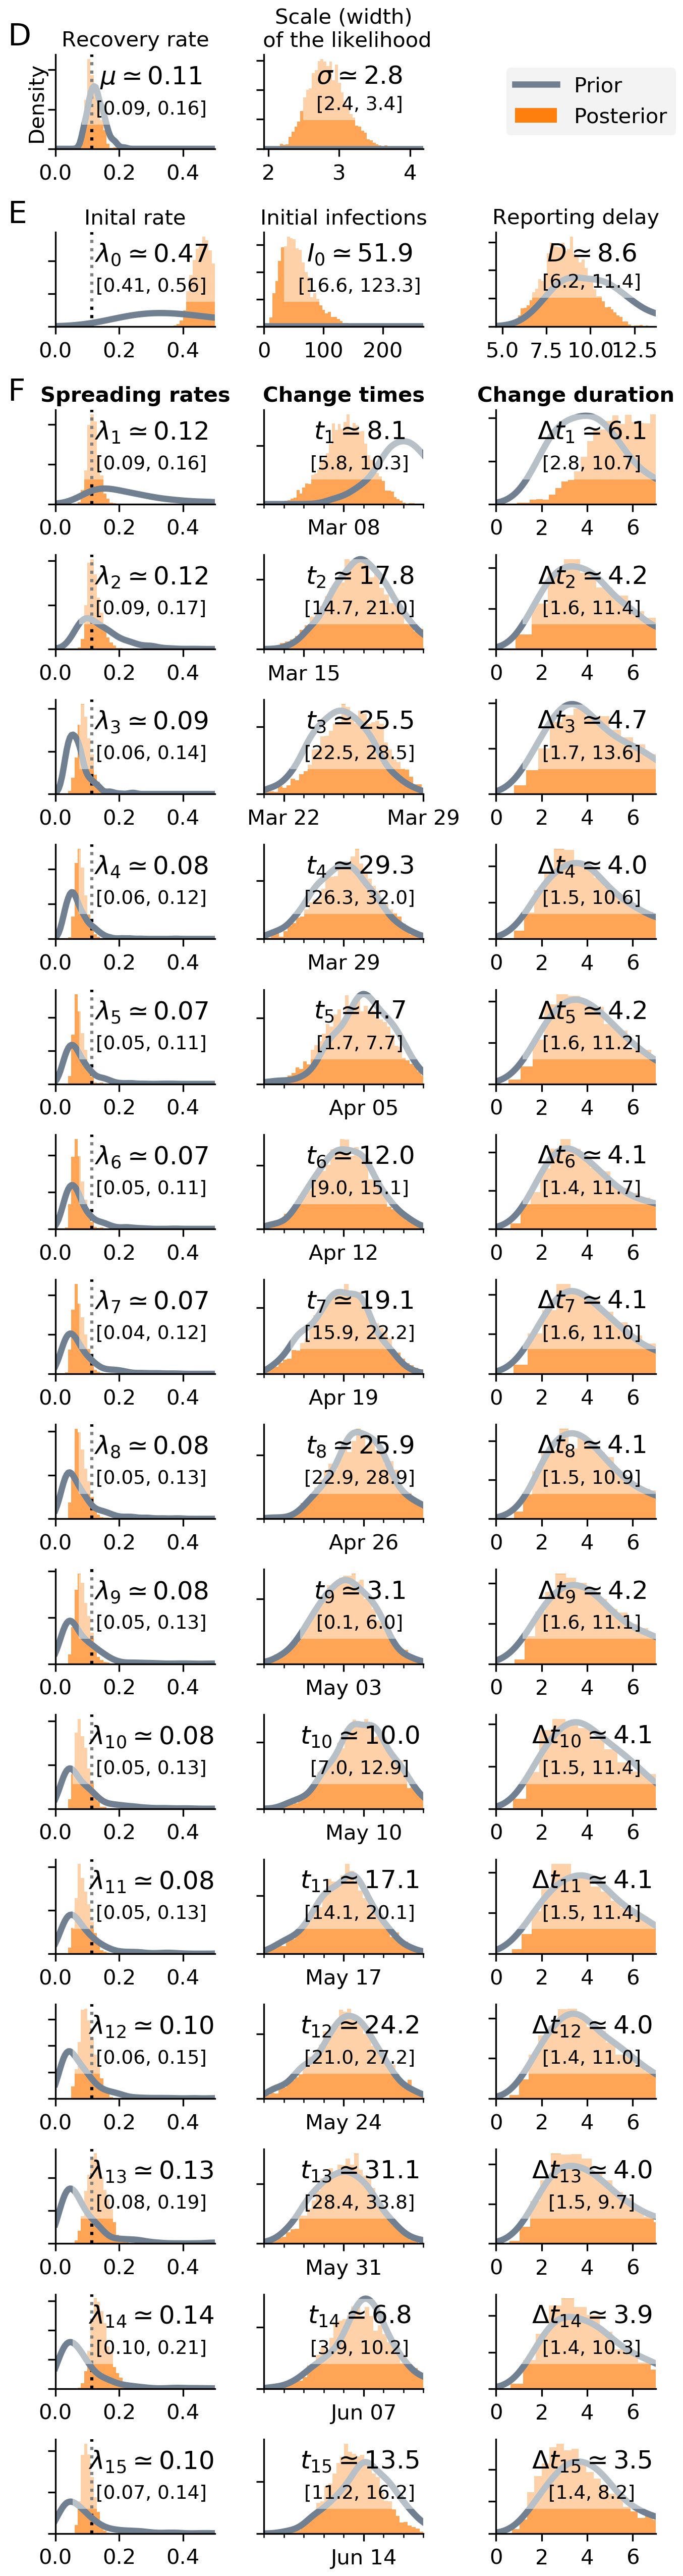 D
Recovery rate
Scale (width)
of the likelihood
Density
μ ≃ 0.11
[0.09, 0.16]
σ ≃ 2.8
[2.4, 3.4]
Prior
Posterior
0.0 0.2 0.4
2 3 4
E
Inital rate
Initial infections
Reporting delay
λ0 ≃ 0.47
[0.41, 0.56]
I0 ≃ 51.9
[16.6, 123.3]
D ≃ 8.6
[6.2, 11.4]
0.0 0.2 0.4
0 100 200
5.0 7.5 10.0 12.5
F
Spreading rates
Change times
Change duration
λ1 ≃ 0.12
[0.09, 0.16]
t1 ≃ 8.1
[5.8, 10.3]
Δt1 ≃ 6.1
[2.8, 10.7]
0.0 0.2 0.4
Mar 08
0 2 4 6
λ2 ≃ 0.12
[0.09, 0.17]
t2 ≃ 17.8
[14.7, 21.0]
Δt2 ≃ 4.2
[1.6, 11.4]
0.0 0.2 0.4
Mar 15
0 2 4 6
λ3 ≃ 0.09
[0.06, 0.14]
t3 ≃ 25.5
[22.5, 28.5]
Δt3 ≃ 4.7
[1.7, 13.6]
0.0 0.2 0.4
Mar 22 Mar 29
0 2 4 6
λ4 ≃ 0.08
[0.06, 0.12]
t4 ≃ 29.3
[26.3, 32.0]
Δt4 ≃ 4.0
[1.5, 10.6]
0.0 0.2 0.4
Mar 29
0 2 4 6
λ5 ≃ 0.07
[0.05, 0.11]
t5 ≃ 4.7
[1.7, 7.7]
Δt5 ≃ 4.2
[1.6, 11.2]
0.0 0.2 0.4
Apr 05
0 2 4 6
λ6 ≃ 0.07
[0.05, 0.11]
t6 ≃ 12.0
[9.0, 15.1]
Δt6 ≃ 4.1
[1.4, 11.7]
0.0 0.2 0.4
Apr 12
0 2 4 6
λ7 ≃ 0.07
[0.04, 0.12]
t7 ≃ 19.1
[15.9, 22.2]
Δt7 ≃ 4.1
[1.6, 11.0]
0.0 0.2 0.4
Apr 19
0 2 4 6
λ8 ≃ 0.08
[0.05, 0.13]
t8 ≃ 25.9
[22.9, 28.9]
Δt8 ≃ 4.1
[1.5, 10.9]
0.0 0.2 0.4
Apr 26
0 2 4 6
λ9 ≃ 0.08
[0.05, 0.13]
t9 ≃ 3.1
[0.1, 6.0]
Δt9 ≃ 4.2
[1.6, 11.1]
0.0 0.2 0.4
May 03
0 2 4 6
λ10 ≃ 0.08
[0.05, 0.13]
t10 ≃ 10.0
[7.0, 12.9]
Δt10 ≃ 4.1
[1.5, 11.4]
0.0 0.2 0.4
May 10
0 2 4 6
λ11 ≃ 0.08
[0.05, 0.13]
t11 ≃ 17.1
[14.1, 20.1]
Δt11 ≃ 4.1
[1.5, 11.4]
0.0 0.2 0.4
May 17
0 2 4 6
λ12 ≃ 0.10
[0.06, 0.15]
t12 ≃ 24.2
[21.0, 27.2]
Δt12 ≃ 4.0
[1.4, 11.0]
0.0 0.2 0.4
May 24
0 2 4 6
λ13 ≃ 0.13
[0.08, 0.19]
t13 ≃ 31.1
[28.4, 33.8]
Δt13 ≃ 4.0
[1.5, 9.7]
0.0 0.2 0.4
May 31
0 2 4 6
λ14 ≃ 0.14
[0.10, 0.21]
t14 ≃ 6.8
[3.9, 10.2]
Δt14 ≃ 3.9
[1.4, 10.3]
0.0 0.2 0.4
Jun 07
0 2 4 6
λ15 ≃ 0.10
[0.07, 0.14]
t15 ≃ 13.5
[11.2, 16.2]
Δt15 ≃ 3.5
[1.4, 8.2]
0.0 0.2 0.4
Jun 14
0 2 4 6